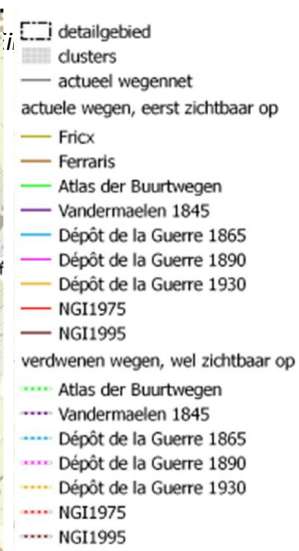 detailgebied
clusters
actueel wegennet
actuele wegen, eerst zichtbaar op
Fricx
Ferraris
Atlas der Buurtwegen
Vandermaelen 1845
Dépôt de la Guerre 1865
Dépôt de la Guerre 1890
Dépôt de la Guerre 1930
NGI1975
NGI1995
verdwenen wegen, wel zichtbaar op
Atlas der Buurtwegen
Vandermaelen 1845
Dépôt de la Guerre 1865
Dépôt de la Guerre 1890
Dépôt de la Guerre 1930
NGI1975
NGI1995